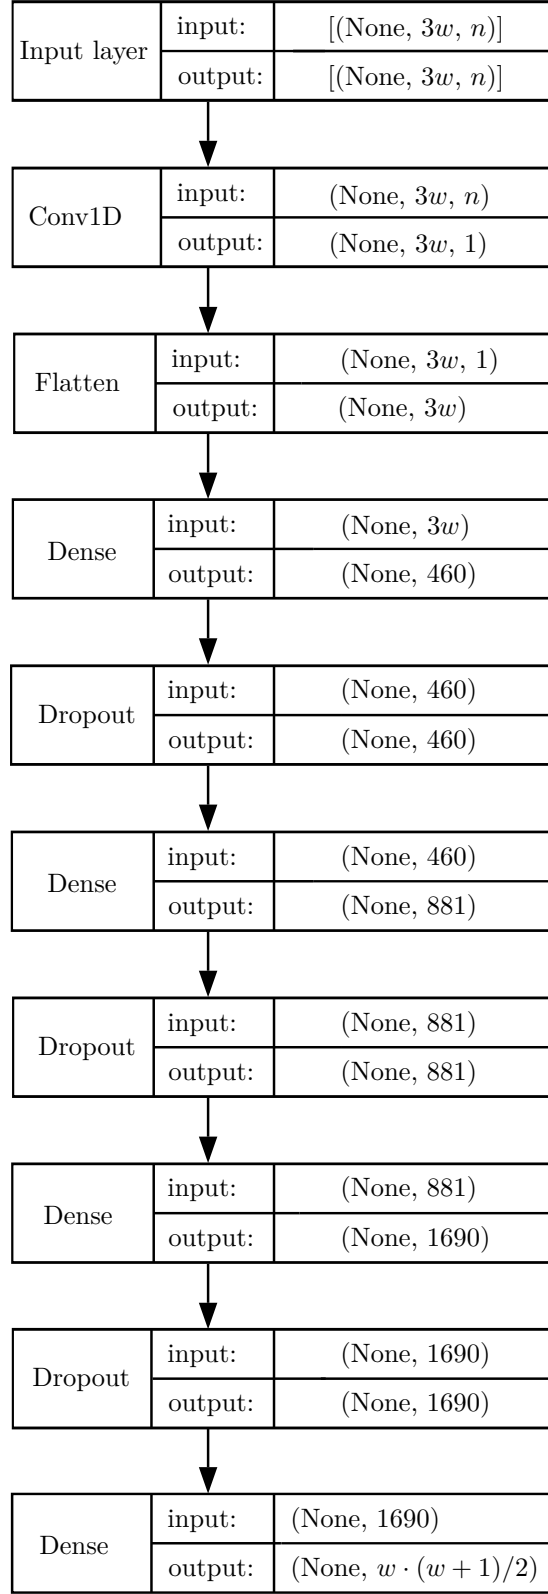 Input layer
input: [(None, 3w, n)]
output: [(None, 3w, n)]
Conv1D
input: (None, 3w, n)
output: (None, 3w, 1)
Flatten
input: (None, 3w, 1)
output: (None, 3w)
Dense
input: (None, 3w)
output: (None, 460)
Dropout
input: (None, 460)
output: (None, 460)
Dense
input: (None, 460)
output: (None, 881)
Dropout
input: (None, 881)
output: (None, 881)
Dense
input: (None, 881)
output: (None, 1690)
Dropout
input: (None, 1690)
output: (None, 1690)
Dense
input: (None, 1690)
output: (None, w · (w + 1)/2)